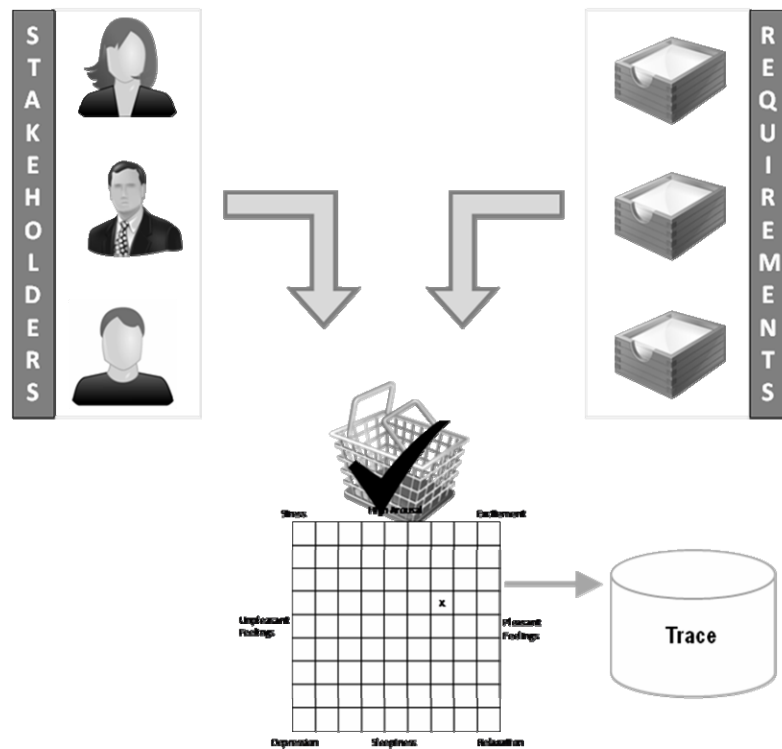 STAKEHOLDERS
REQUIREMENTS
Stress
High Arousal
Excitement
x
Unpleasant
Feelings
Pleasant
Feelings
Trace
Depression
Sleepiness
Relaxation